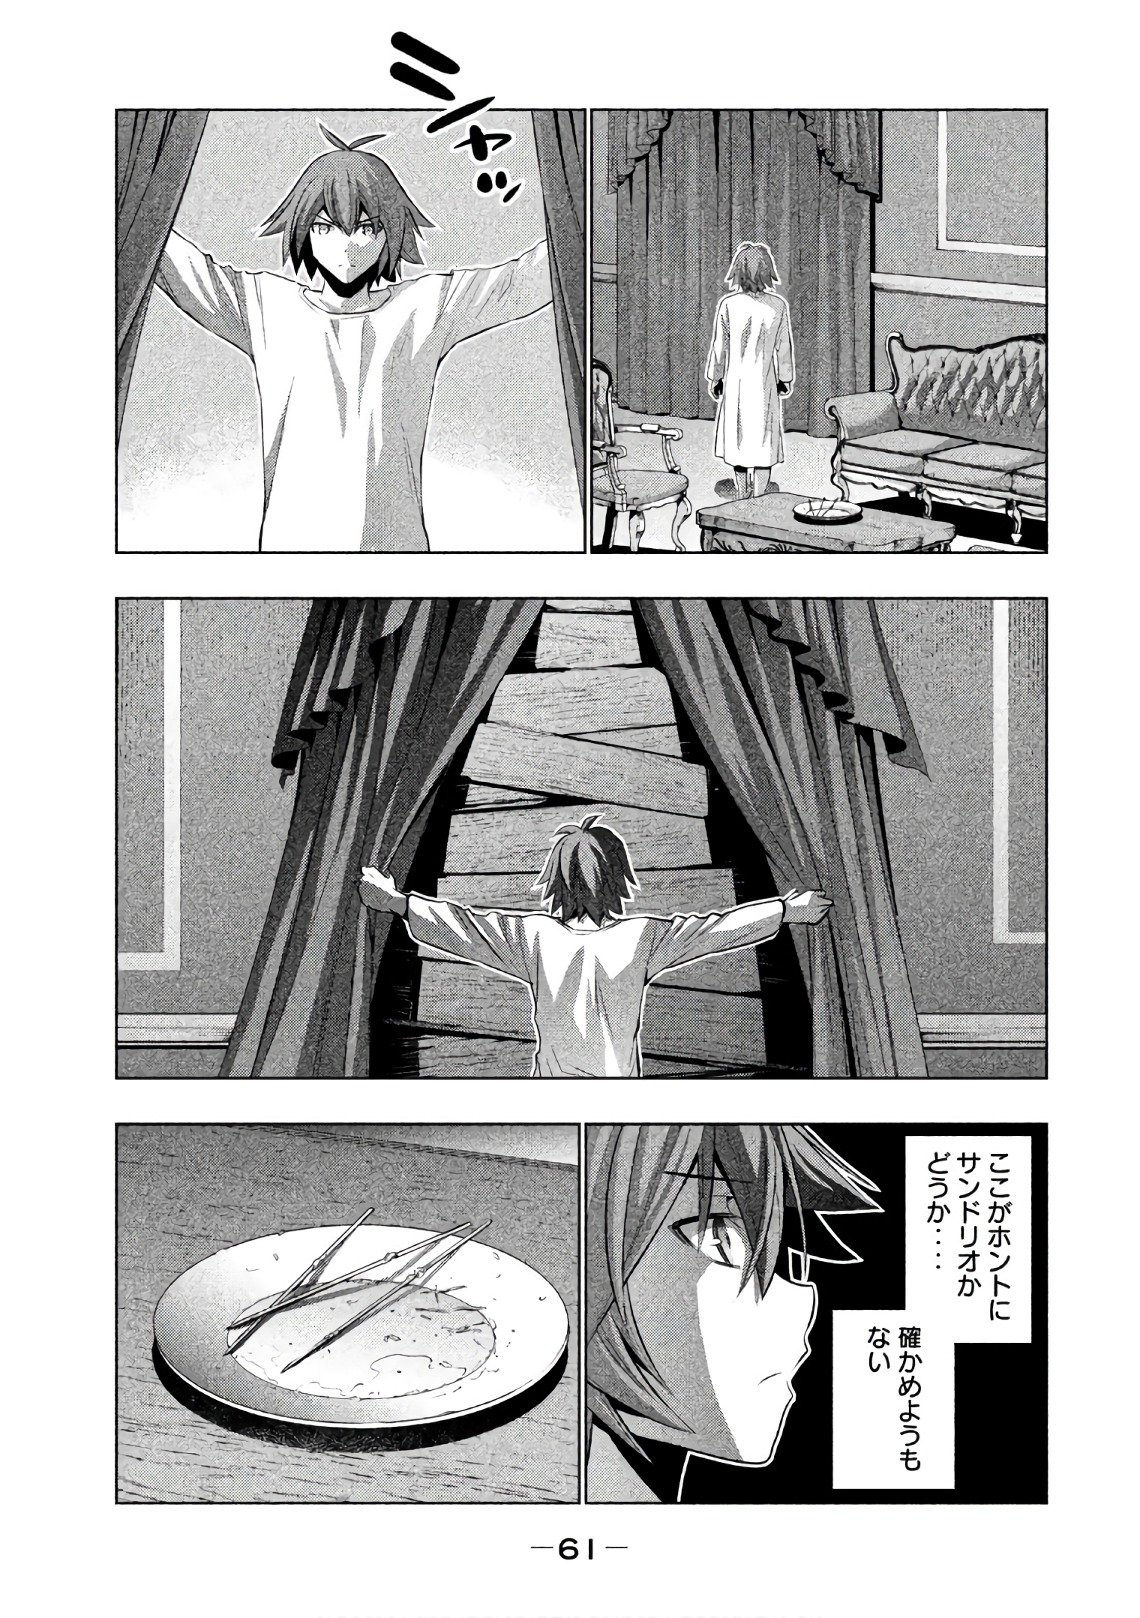 シャッ
ここがホントに
サンドリオか
どうか‥‥
確かめようも
ない
—61—